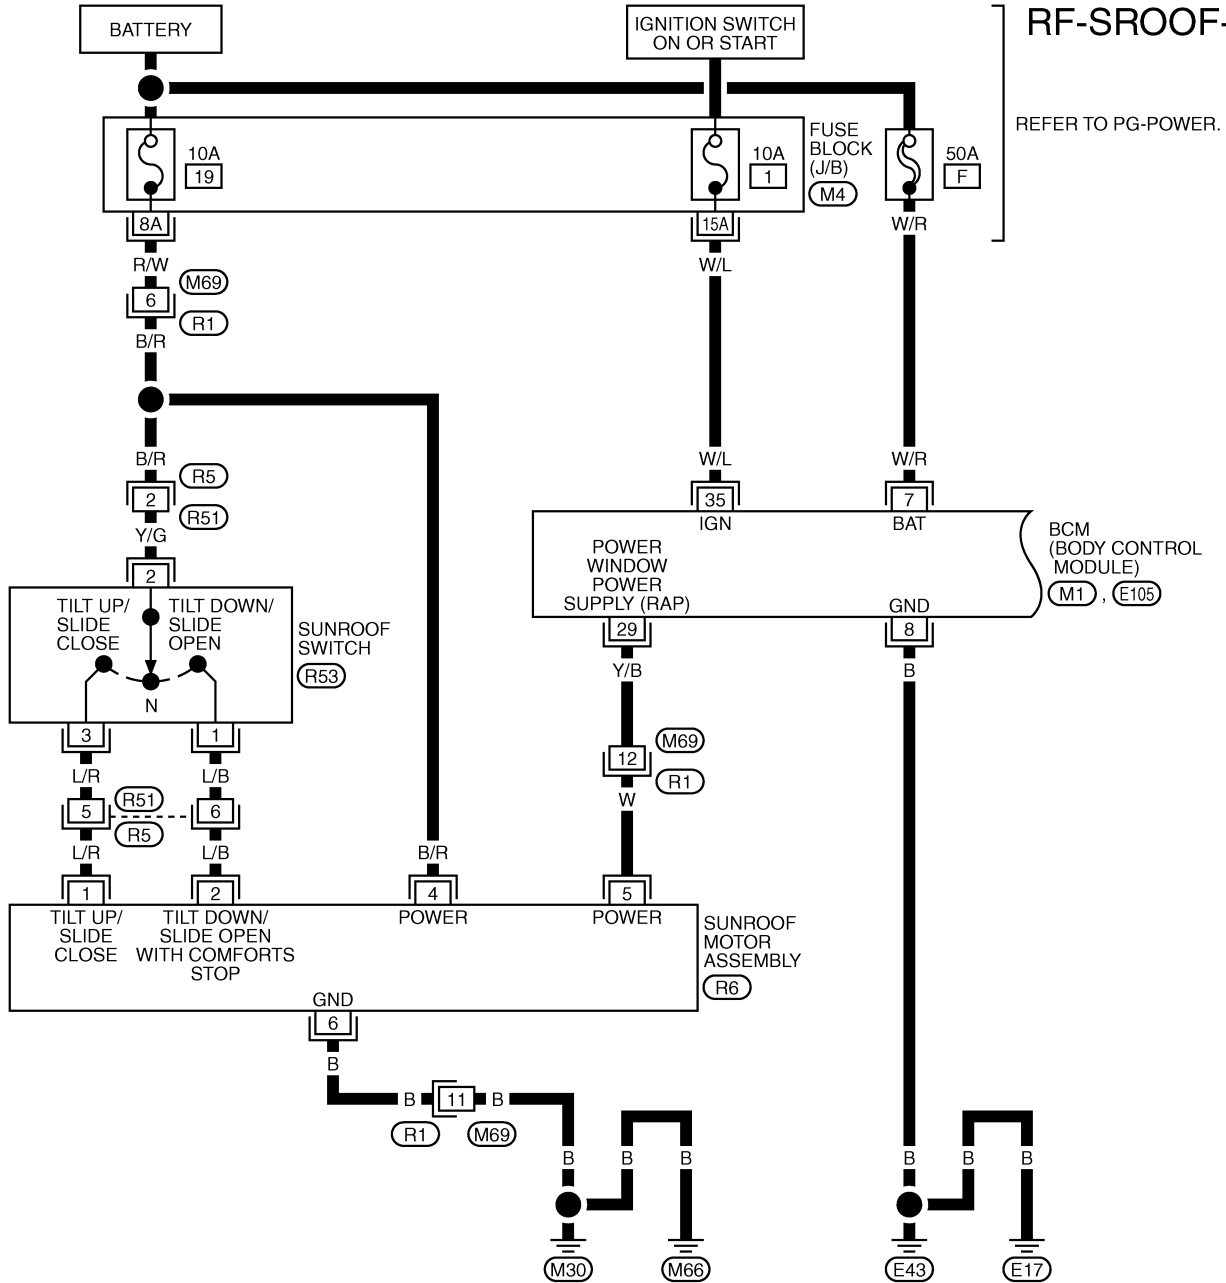 RF-SROOF-
BATTERY
IGNITION SWITCH
ON OR START
REFER TO PG-POWER.
10A
19
10A
1
FUSE
BLOCK
(J/B)
M4
50A
F
8A
15A
W/R
R/W
W/L
M69
6
R1
B/R
B/R
W/L
W/R
R5
2
R51
Y/G
35
7
IGN
BAT
BCM
(BODY CONTROL
MODULE)
M1 , E105
POWER
WINDOW
POWER
SUPPLY (RAP)
GND
29
8
2
TILT UP/
SLIDE
CLOSE
TILT DOWN/
SLIDE
OPEN
N
SUNROOF
SWITCH
R53
Y/B
B
3
1
L/R
L/B
M69
12
R1
W
5
R51
R5
6
L/R
L/B
B/R
1
2
4
5
TILT UP/
SLIDE
CLOSE
TILT DOWN/
SLIDE OPEN
WITH COMFORTS
STOP
POWER
POWER
SUNROOF
MOTOR
ASSEMBLY
R6
GND
6
B
B
11
B
R1
M69
B
B
B
B
B
B
M30
M66
E43
E17